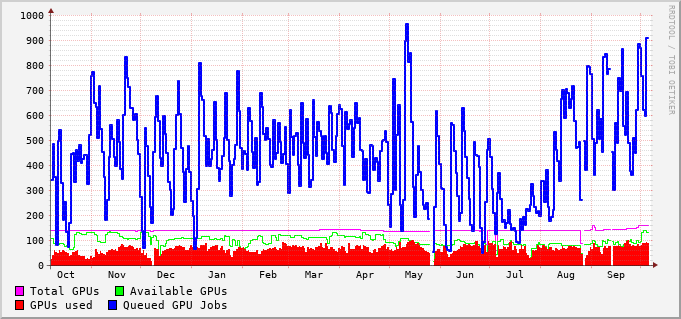 1000
900
800
700
600
500
400
300
200
100
0
Oct Nov Dec Jan Feb Mar Apr May Jun Jul Aug Sep
Total GPUs Available GPUs
GPUs used Queued GPU Jobs
RRDTOOL / TOBI OETIKER